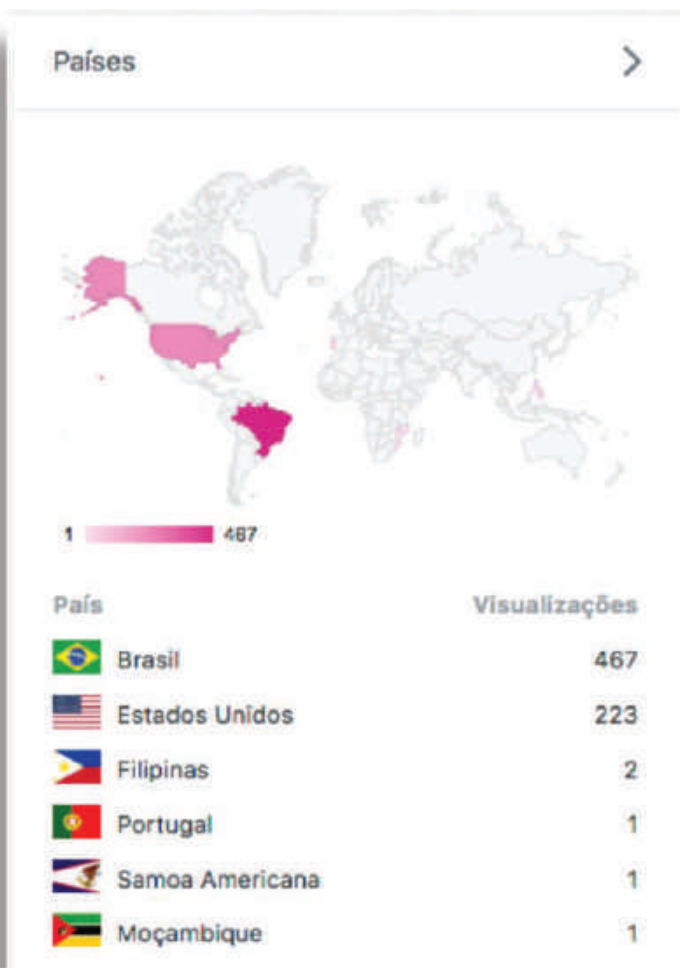 Países
1 467
País Visualizações
Brasil 467
Estados Unidos 223
Filipinas 2
Portugal 1
Samoa Americana 1
Moçambique 1